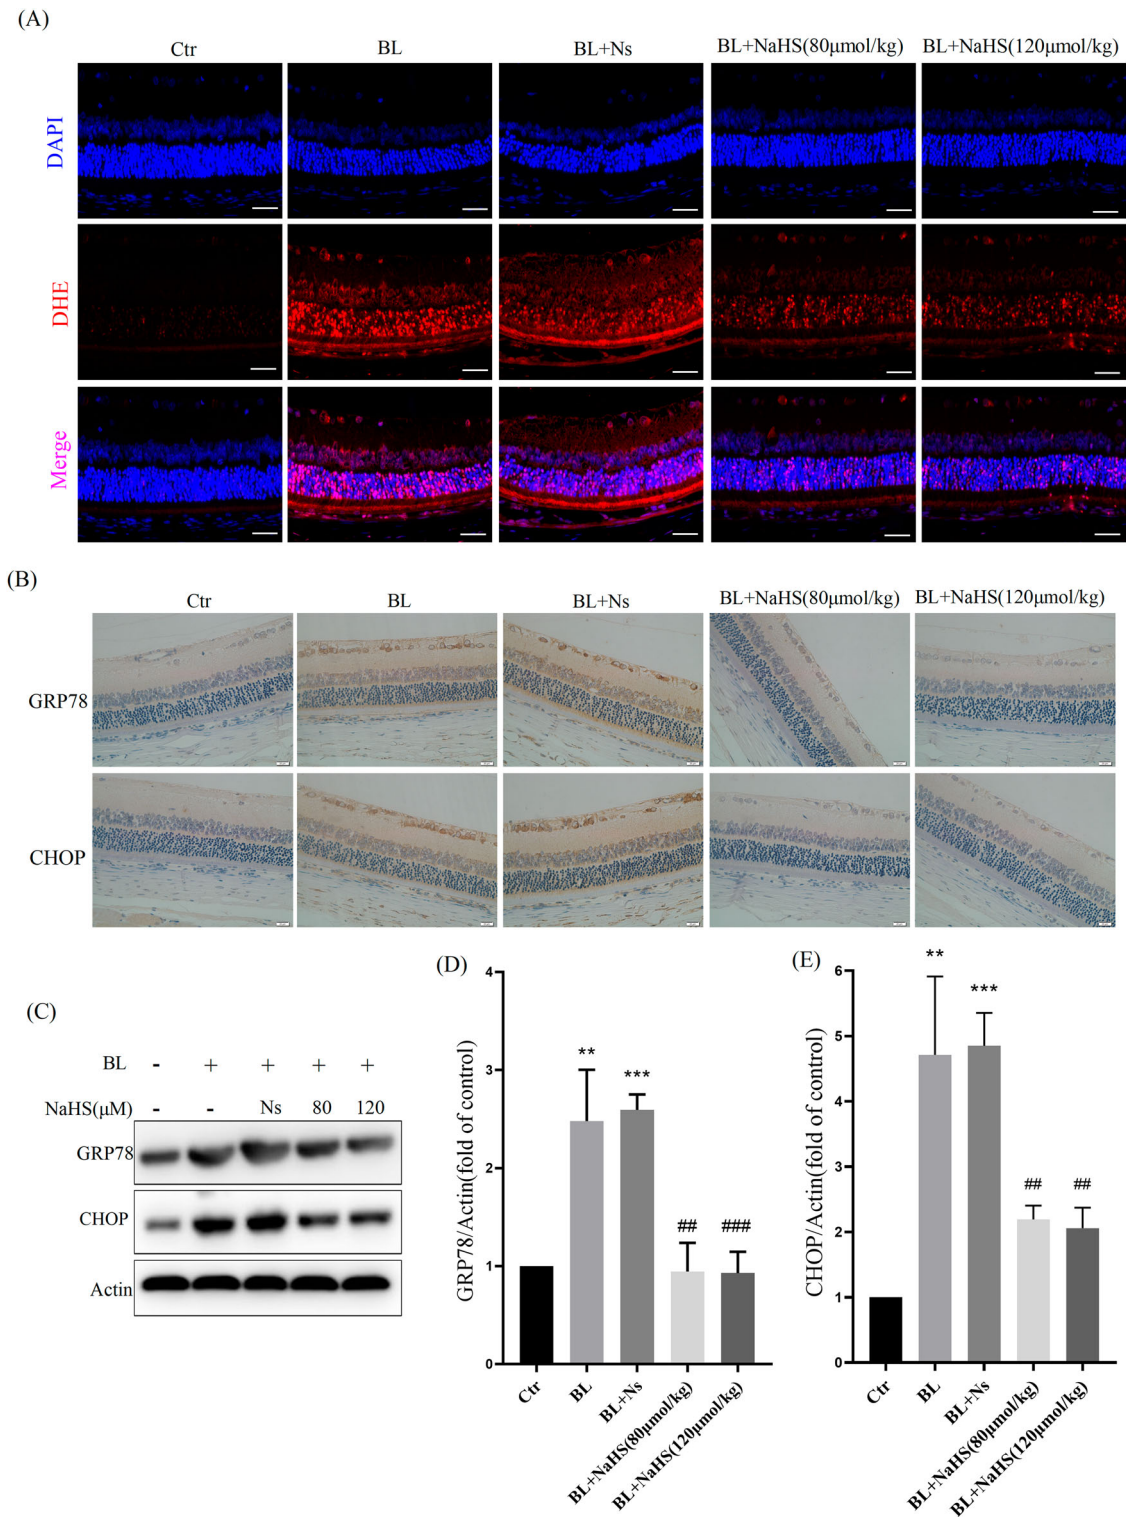 (A)
Ctr BL BL+Ns BL+NaHS(80μmol/kg) BL+NaHS(120μmol/kg)
DAPI
DHE
Merge
(B)
Ctr BL BL+Ns BL+NaHS(80μmol/kg) BL+NaHS(120μmol/kg)
GRP78
CHOP
(C)
BL - + + + +
NaHS(μM) - - Ns 80 120
GRP78
CHOP
Actin
(D)
GRP78/Actin(fold of control)
4
3
2
1
0
**
***
##
###
Ctr
BL
BL+Ns
BL+NaHS(80μmol/kg)
BL+NaHS(120μmol/kg)
(E)
CHOP/Actin(fold of control)
6
5
4
3
2
1
0
**
***
##
##
Ctr
BL
BL+Ns
BL+NaHS(80μmol/kg)
BL+NaHS(120μmol/kg)